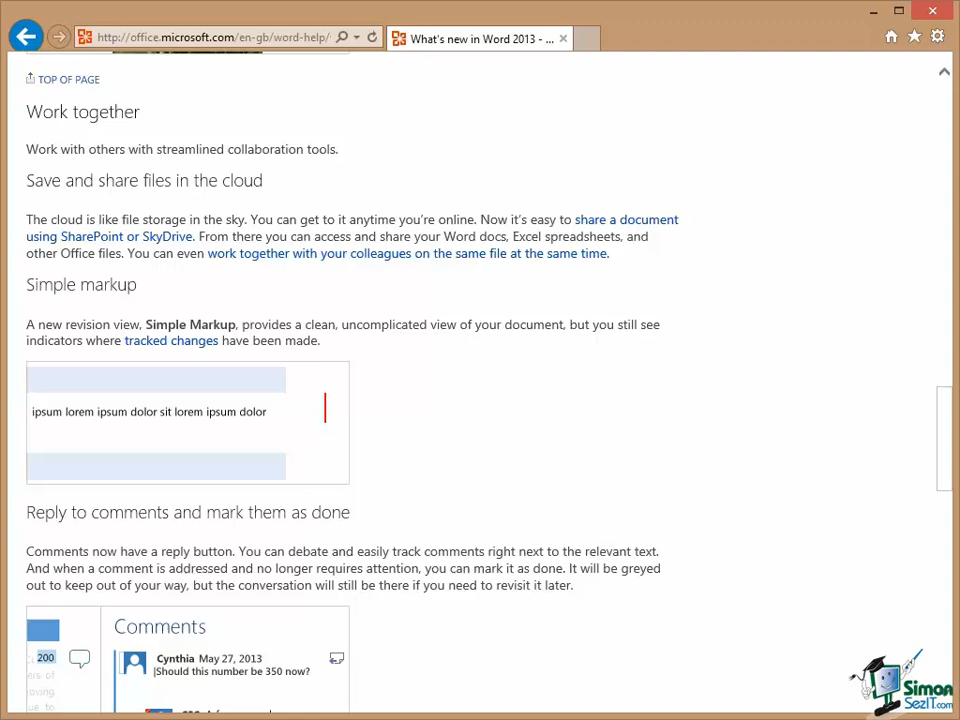 http://office.microsoft.com/en-gb/word-help/
What's new in Word 2013 - ...
TOP OF PAGE
Work together
Work with others with streamlined collaboration tools.
Save and share files in the cloud
The cloud is like file storage in the sky. You can get to it anytime you're online. Now it's easy to share a document
using SharePoint or SkyDrive. From there you can access and share your Word docs, Excel spreadsheets, and
other Office files. You can even work together with your colleagues on the same file at the same time.
Simple markup
A new revision view, Simple Markup, provides a clean, uncomplicated view of your document, but you still see
indicators where tracked changes have been made.
ipsum lorem ipsum dolor sit lorem ipsum dolor
Reply to comments and mark them as done
Comments now have a reply button. You can debate and easily track comments right next to the relevant text.
And when a comment is addressed and no longer requires attention, you can mark it as done. It will be greyed
out to keep out of your way, but the conversation will still be there if you need to revisit it later.
Comments
200
Cynthia May 27, 2013
Should this number be 350 now?
ers of
Simon
SezIT.com